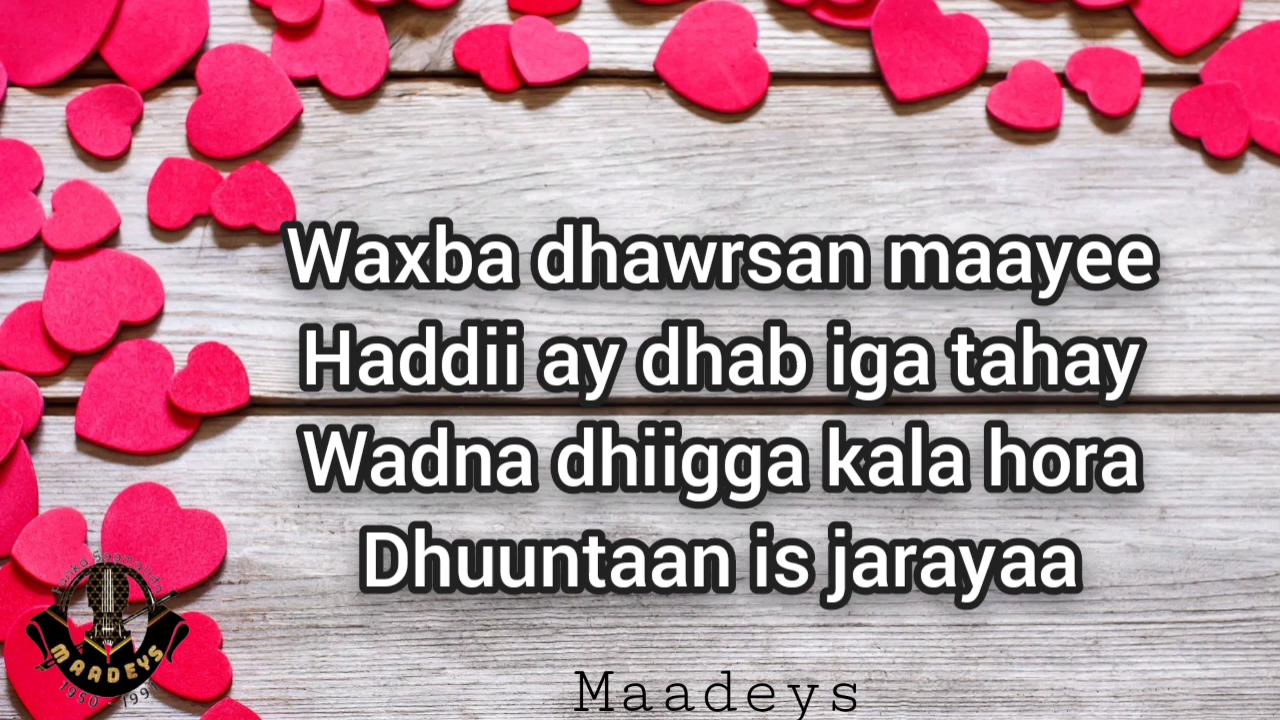 Waxba dhawrsan maayee
Haddii ay dhab iga tahay
Wadna dhiigga kala hora
Dhuuntaan is jarayaa
MAADEYS
Maadeys